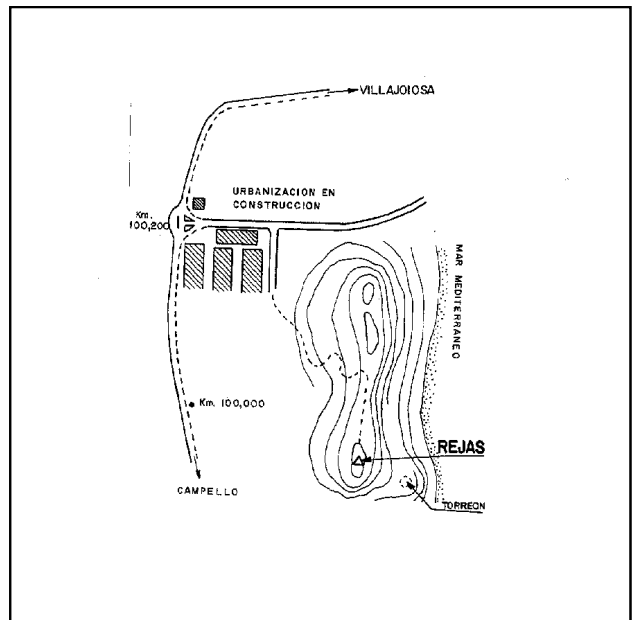 VILLAJOIOSA
URBANIZACION EN
CONSTRUCCION
Km.
100,200
MAR MEDITERRANEO
Km. 100,000
REJAS
CAMPELLO
TORREON